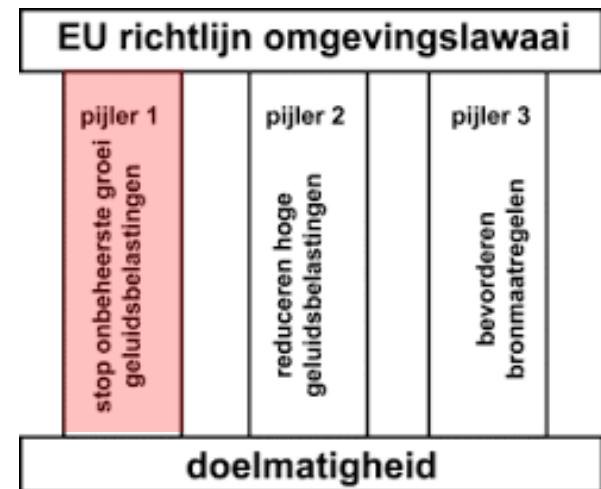 EU richtlijn omgevingslawaai
pijler 1
stop onbeheerste groei
geluidsbelastingen
pijler 2
reduceren hoge
geluidsbelastingen
pijler 3
bevorderen
bronmaatregelen
doelmatigheid